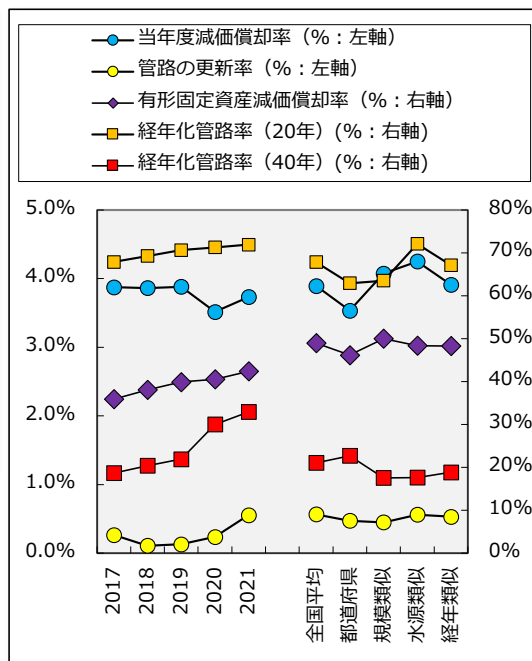 当年度減価償却率（%：左軸）
管路の更新率（%：左軸）
有形固定資産減価償却率（%：右軸）
経年化管路率（20年）(%：右軸)
経年化管路率（40年）(%：右軸)
5.0%
4.0%
3.0%
2.0%
1.0%
0.0%
80%
70%
60%
50%
40%
30%
20%
10%
0%
2017
2018
2019
2020
2021
全国平均
都道府県
規模類似
水源類似
経年類似